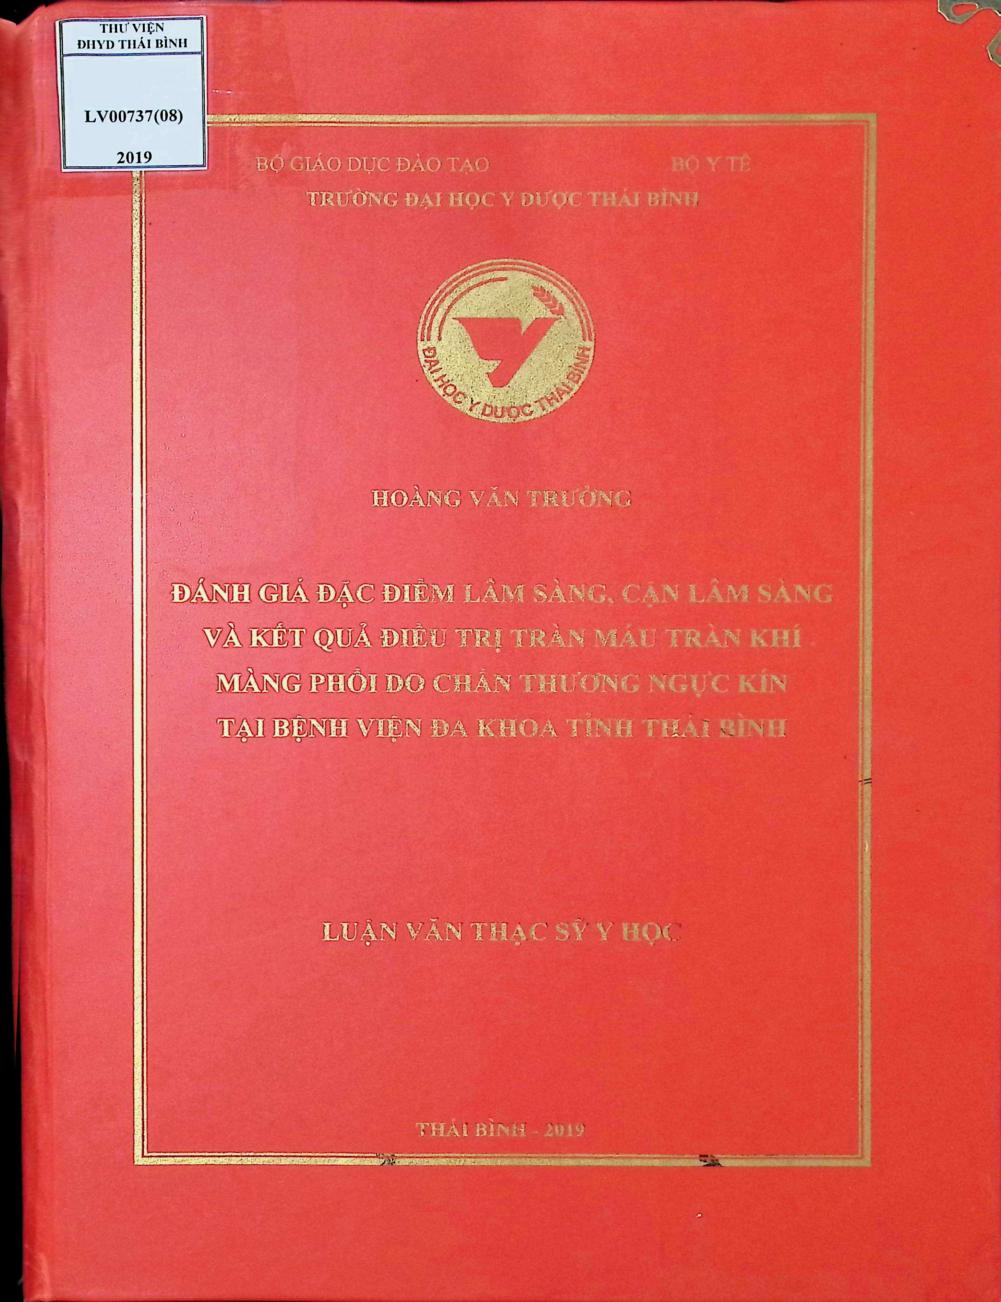 THƯ VIỆN
ĐHYD THÁI BÌNH
LV00737(08)
2019
BỘ GIÁO DỤC ĐÀO TẠO BỘ Y TẾ
TRƯỜNG ĐẠI HỌC Y DƯỢC THÁI BÌNH
ĐẠI HỌC Y DƯỢC THÁI BÌNH
HOÀNG VĂN TRƯỞNG
ĐÁNH GIÁ ĐẶC ĐIỂM LÂM SÀNG, CẬN LÂM SÀNG
VÀ KẾT QUẢ ĐIỀU TRỊ TRÀN MÁU TRÀN KHÍ
MÀNG PHỔI DO CHẤN THƯƠNG NGỰC KÍN
TẠI BỆNH VIỆN ĐA KHOA TỈNH THÁI BÌNH
LUẬN VĂN THẠC SỸ Y HỌC
THÁI BÌNH - 2019